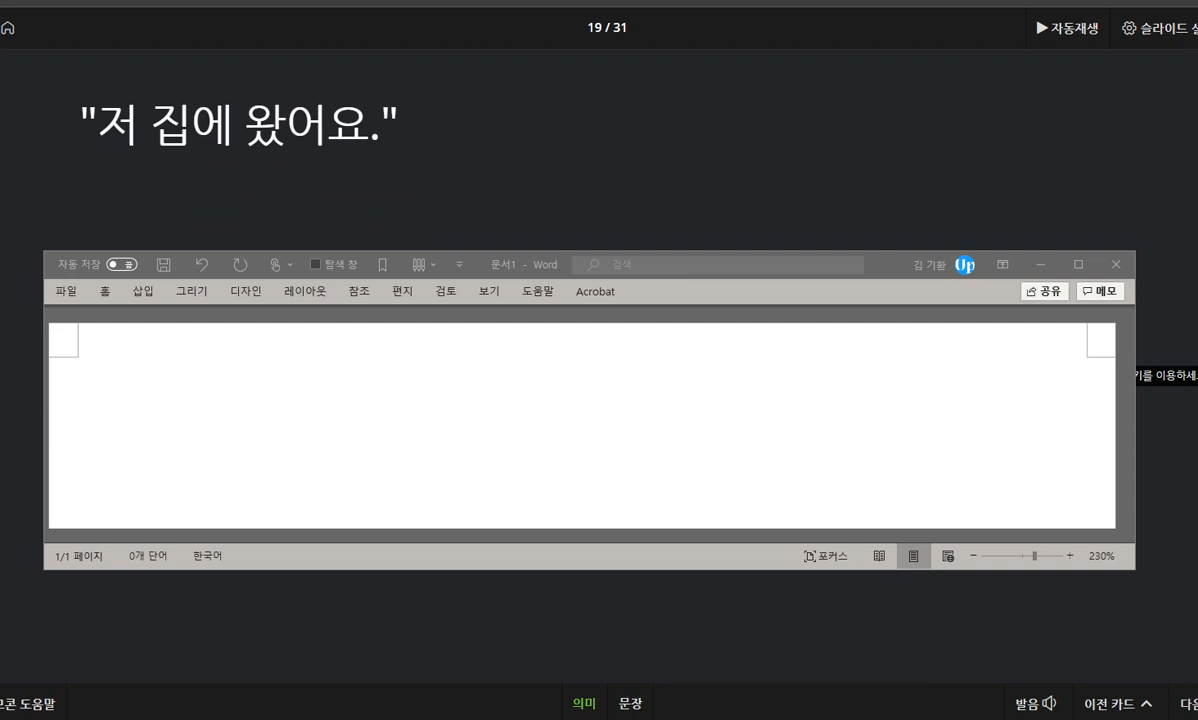 19 / 31
자동재생
슬라이드
"저 집에 왔어요."
자동 저장 끔 탐색 창 문서1 - Word 검색 김 기환 Up
파일 홈 삽입 그리기 디자인 레이아웃 참조 편지 검토 보기 도움말 Acrobat 공유 메모
키를 이용하세
1/1 페이지 0개 단어 한국어 포커스 230%
도움말 의미 문장 발음 이전 카드